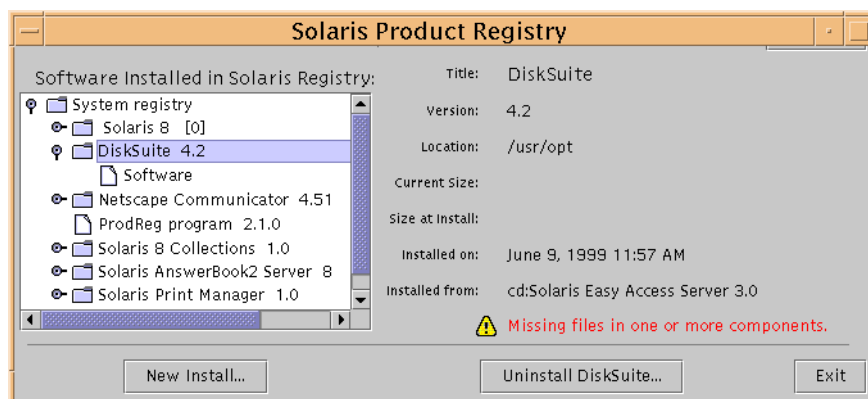 Solaris Product Registry
Software Installed in Solaris Registry:
System registry
Solaris 8 [0]
DiskSuite 4.2
Software
Netscape Communicator 4.51
ProdReg program 2.1.0
Solaris 8 Collections 1.0
Solaris AnswerBook2 Server 8
Solaris Print Manager 1.0
Title: DiskSuite
Version: 4.2
Location: /usr/opt
Current Size:
Size at Install:
Installed on: June 9, 1999 11:57 AM
Installed from: cd:Solaris Easy Access Server 3.0
Missing files in one or more components.
New Install...
Uninstall DiskSuite...
Exit